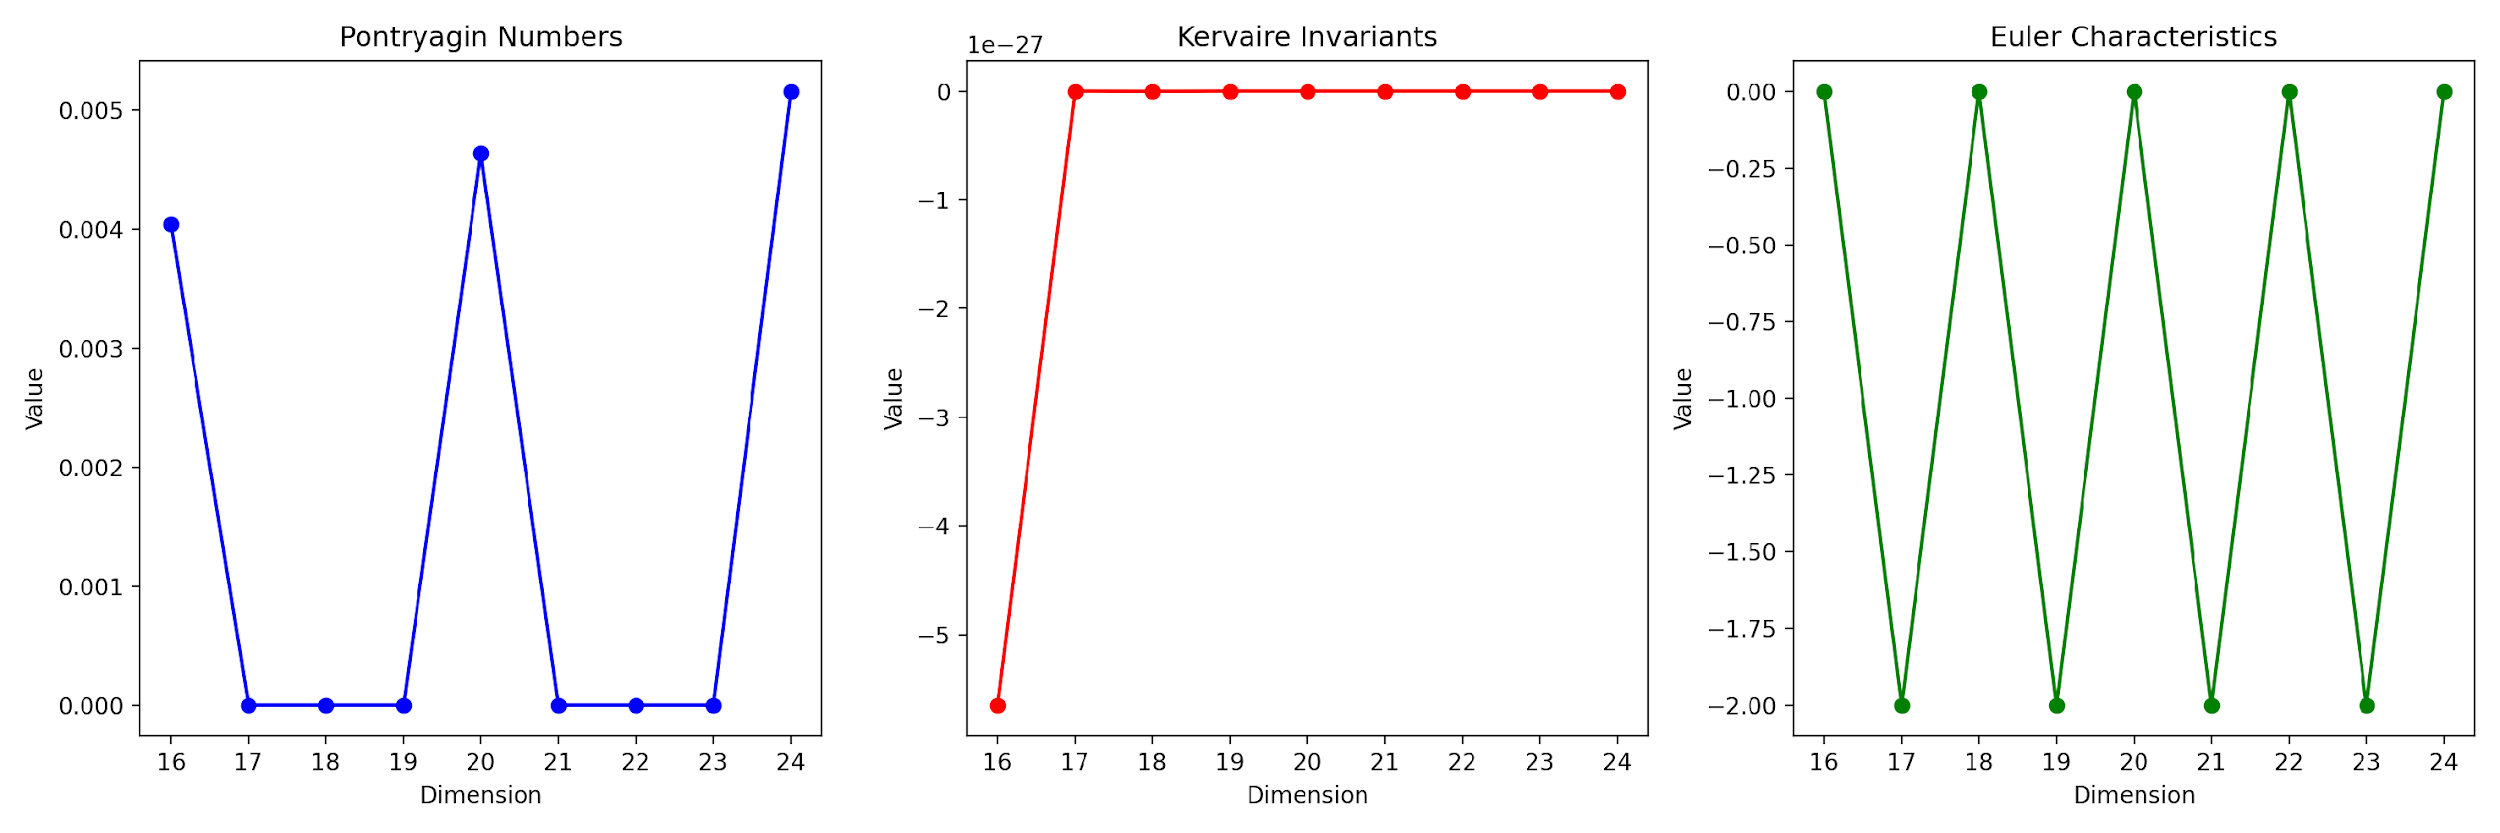 Pontryagin Numbers
0.005
0.004
0.003
0.002
0.001
0.000
Value
16 17 18 19 20 21 22 23 24
Dimension
Kervaire Invariants
1e−27
0
−1
−2
−3
−4
−5
Value
16 17 18 19 20 21 22 23 24
Dimension
Euler Characteristics
0.00
−0.25
−0.50
−0.75
−1.00
−1.25
−1.50
−1.75
−2.00
Value
16 17 18 19 20 21 22 23 24
Dimension